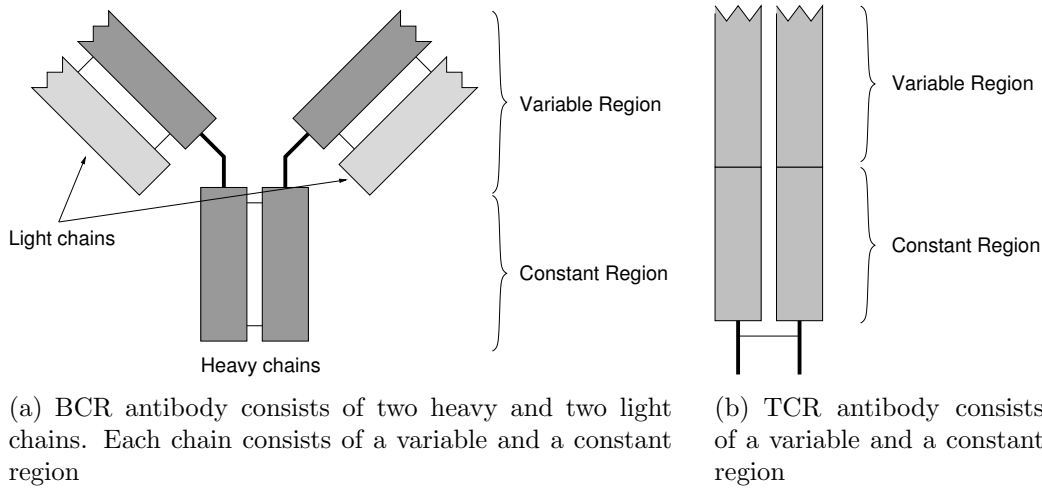 Variable Region
Light chains
Constant Region
Heavy chains
(a) BCR antibody consists of two heavy and two light
chains. Each chain consists of a variable and a constant
region
Variable Region
Constant Region
(b) TCR antibody consists
of a variable and a constant
region